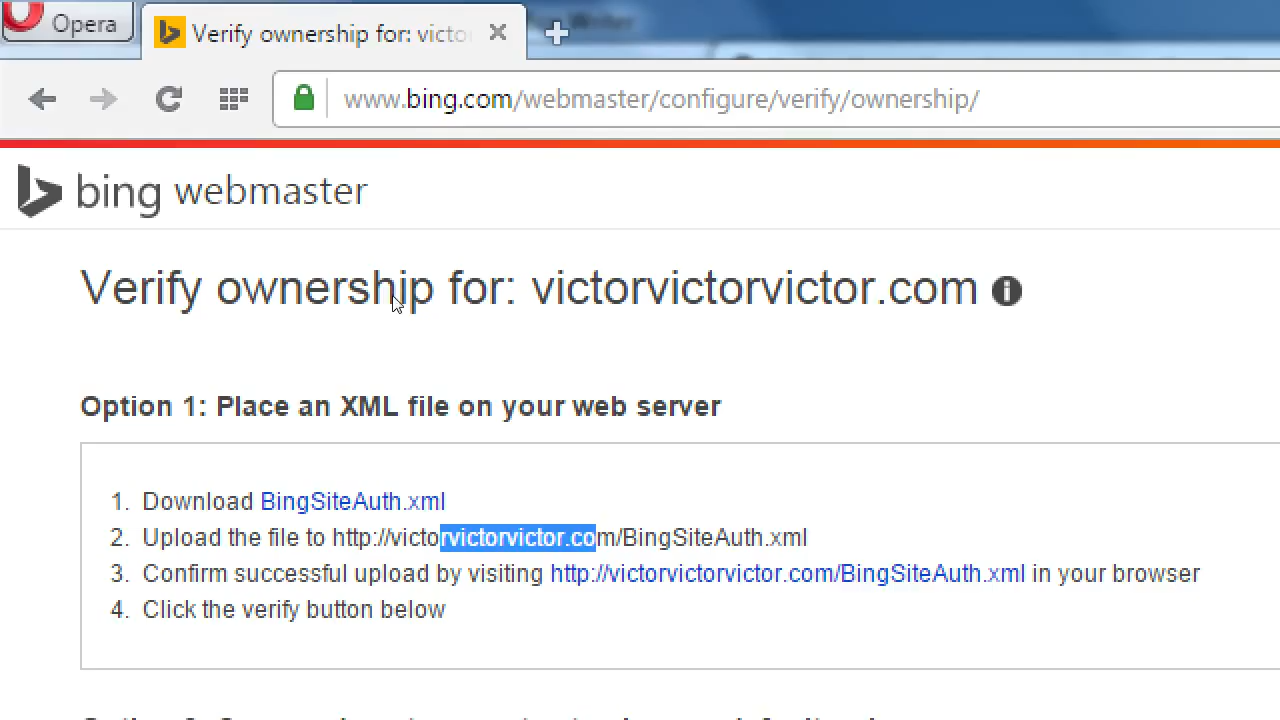 Opera
Verify ownership for: victo
Writer
www.bing.com/webmaster/configure/verify/ownership/
bing webmaster
Verify ownership for: victorvictorvictor.com
Option 1: Place an XML file on your web server
1. Download BingSiteAuth.xml
2. Upload the file to http://victorvictorvictor.com/BingSiteAuth.xml
3. Confirm successful upload by visiting http://victorvictorvictor.com/BingSiteAuth.xml in your browser
4. Click the verify button below